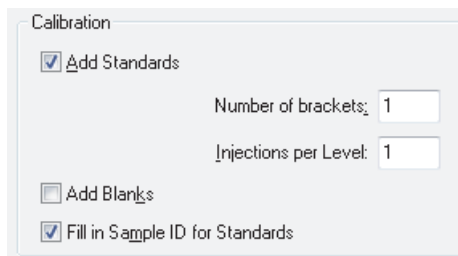 Calibration
Add Standards
Number of brackets: 1
Injections per Level: 1
Add Blanks
Fill in Sample ID for Standards